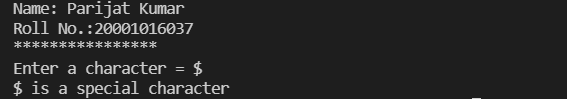 Name: Parijat Kumar
Roll No.:20001016037
****************
Enter a character = $
$ is a special character